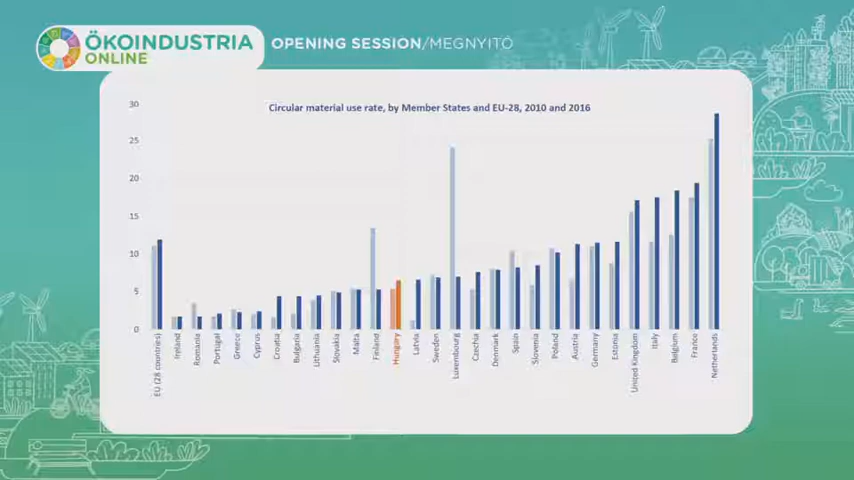 ÖKOINDUSTRIA
ONLINE
OPENING SESSION/MEGNYITÓ
Circular material use rate, by Member States and EU-28, 2010 and 2016
30
25
20
15
10
5
0
EU (28 countries)
Ireland
Romania
Portugal
Greece
Cyprus
Croatia
Bulgaria
Lithuania
Slovakia
Malta
Finland
Hungary
Latvia
Sweden
Luxembourg
Czechia
Denmark
Spain
Slovenia
Poland
Austria
Germany
Estonia
United Kingdom
Italy
Belgium
France
Netherlands